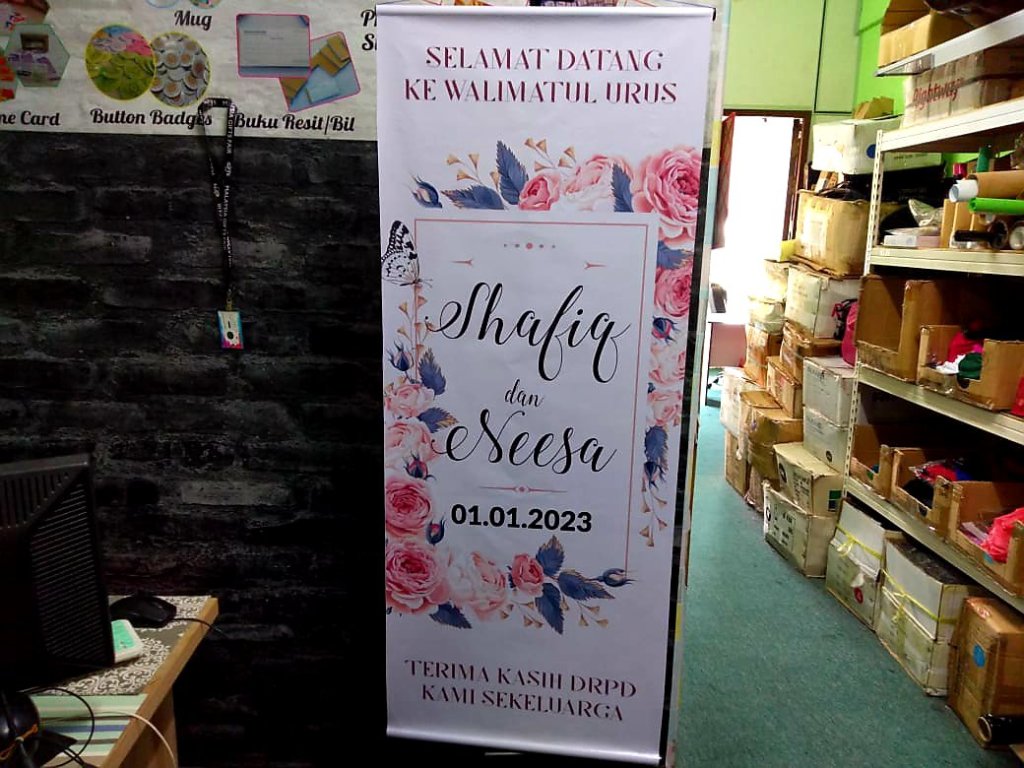 Mug
Button Badges
Buku Resit/Bil
SELAMAT DATANG
KE WALIMATUL URUS
Shafiq
dan
Neesa
01.01.2023
TERIMA KASIH DRPD
KAMI SEKELUARGA
Rightway